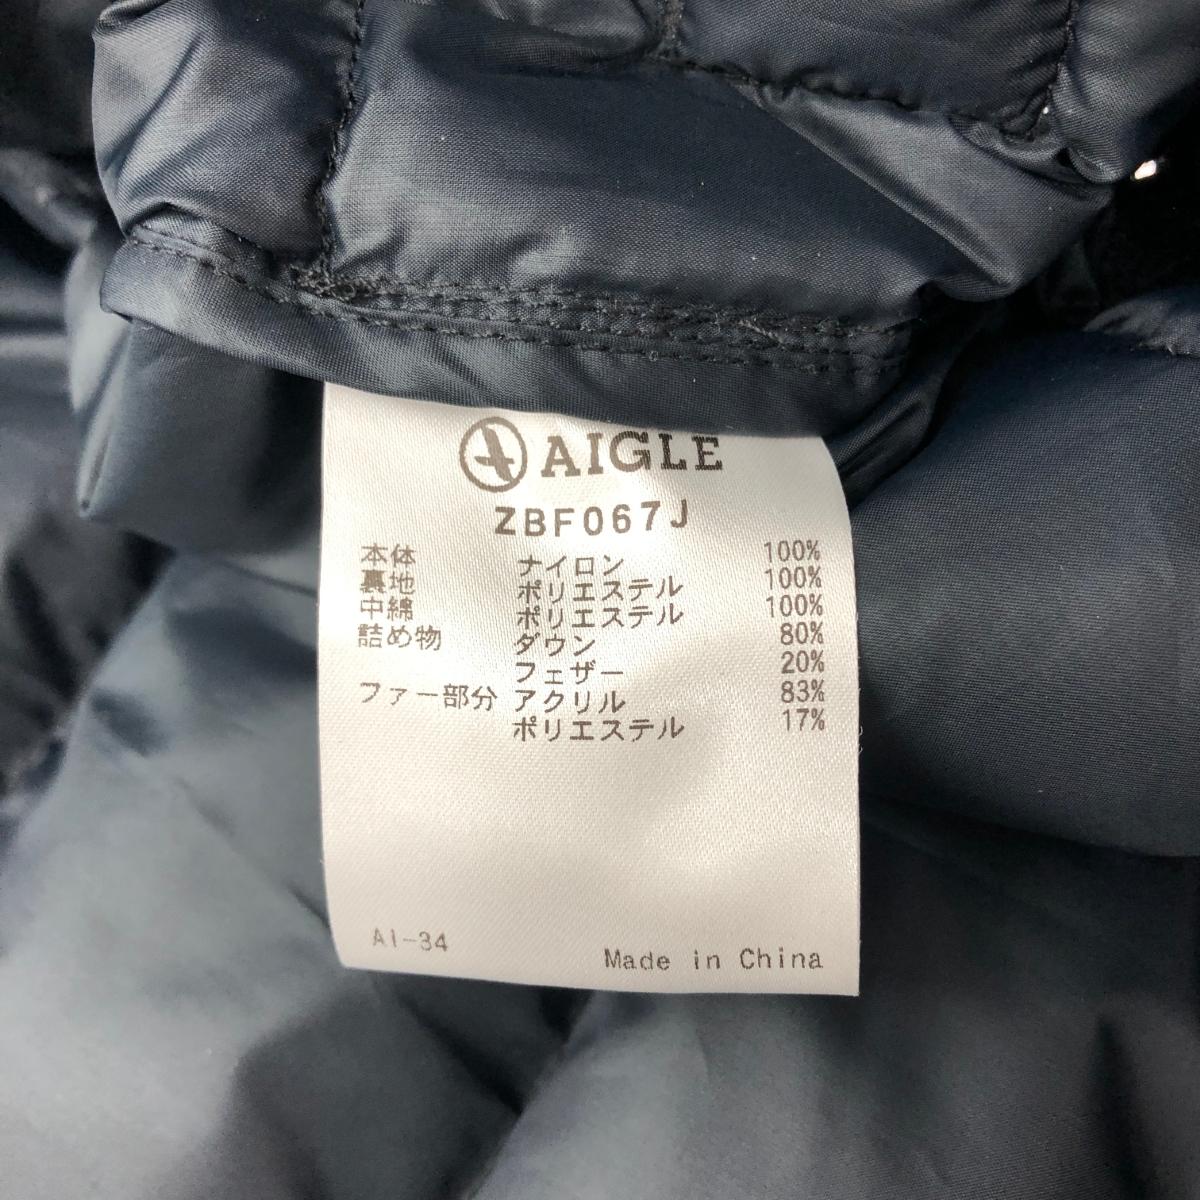 AIGLE
ZBF067J
本体 ナイロン 100%
裏地 ポリエステル 100%
中綿 ポリエステル 100%
詰め物 ダウン 80%
フェザー 20%
ファー部分 アクリル 83%
ポリエステル 17%
AI-34
Made in China